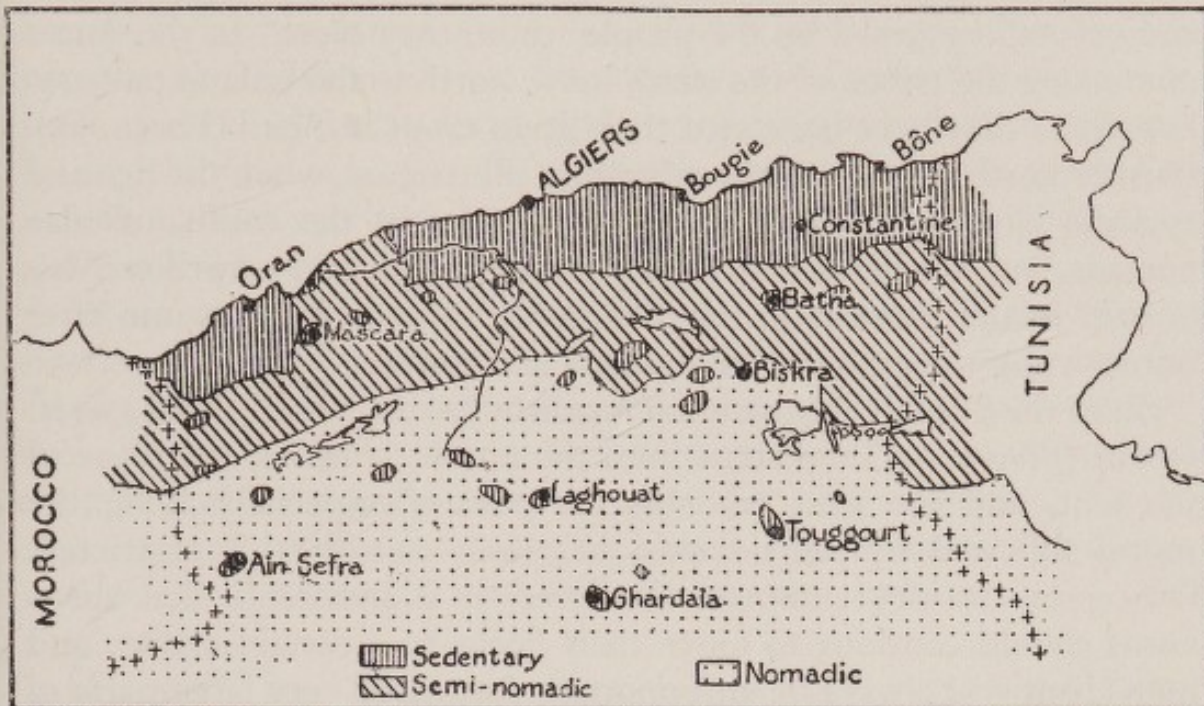 ALGIERS
Bougie
Bône
Constantine
Oran
Mascara
Batna
Biskra
TUNISIA
MOROCCO
Laghouat
Touggourt
Ain Sefra
Ghardaia
Sedentary
Semi-nomadic
Nomadic